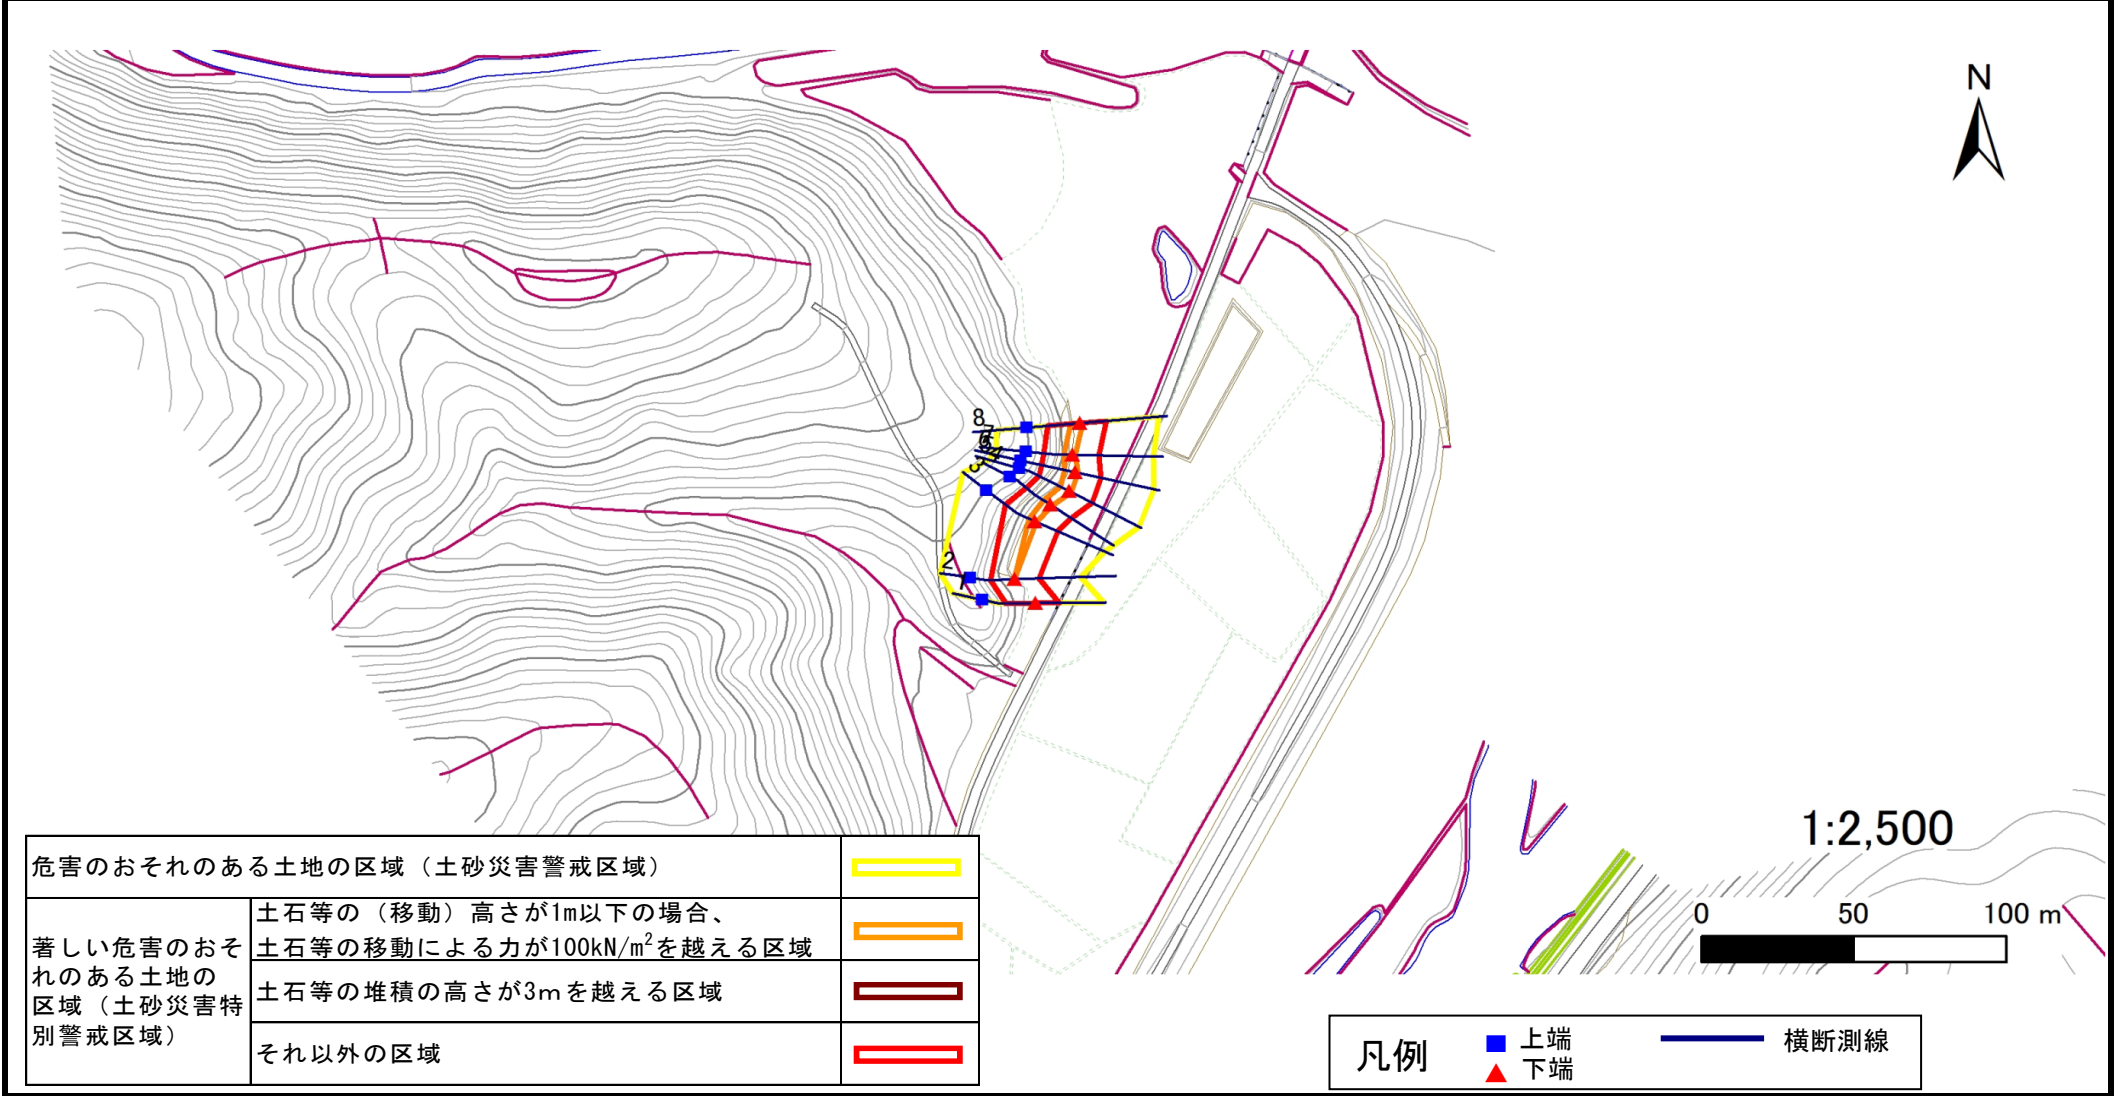 N
8
7
3
4
2
1
1:2,500
0 50 100 m
危害のおそれのある土地の区域（土砂災害警戒区域）
著しい危害のおそ
れのある土地の
区域（土砂災害特
別警戒区域）
土石等の（移動）高さが1m以下の場合、
土石等の移動による力が100kN/m²を越える区域
土石等の堆積の高さが3mを越える区域
それ以外の区域
凡例
上端
下端
横断測線